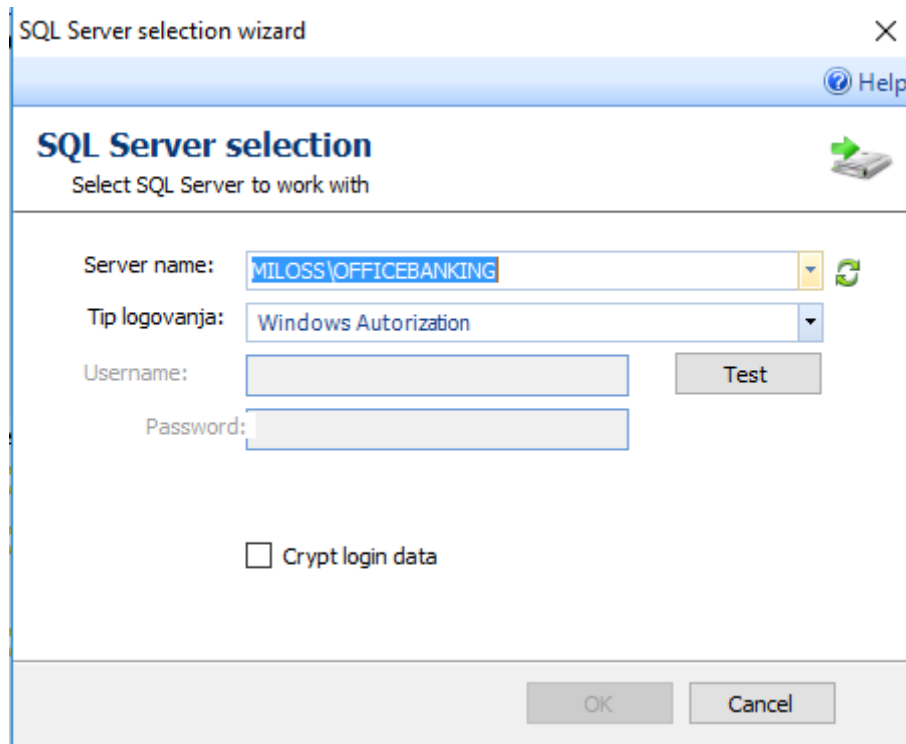 SQL Server selection wizard
Help
SQL Server selection
Select SQL Server to work with
Server name: MILOSS\OFFICEBANKING
Tip logovanja: Windows Autorization
Username: Test
Password:
Crypt login data
OK Cancel